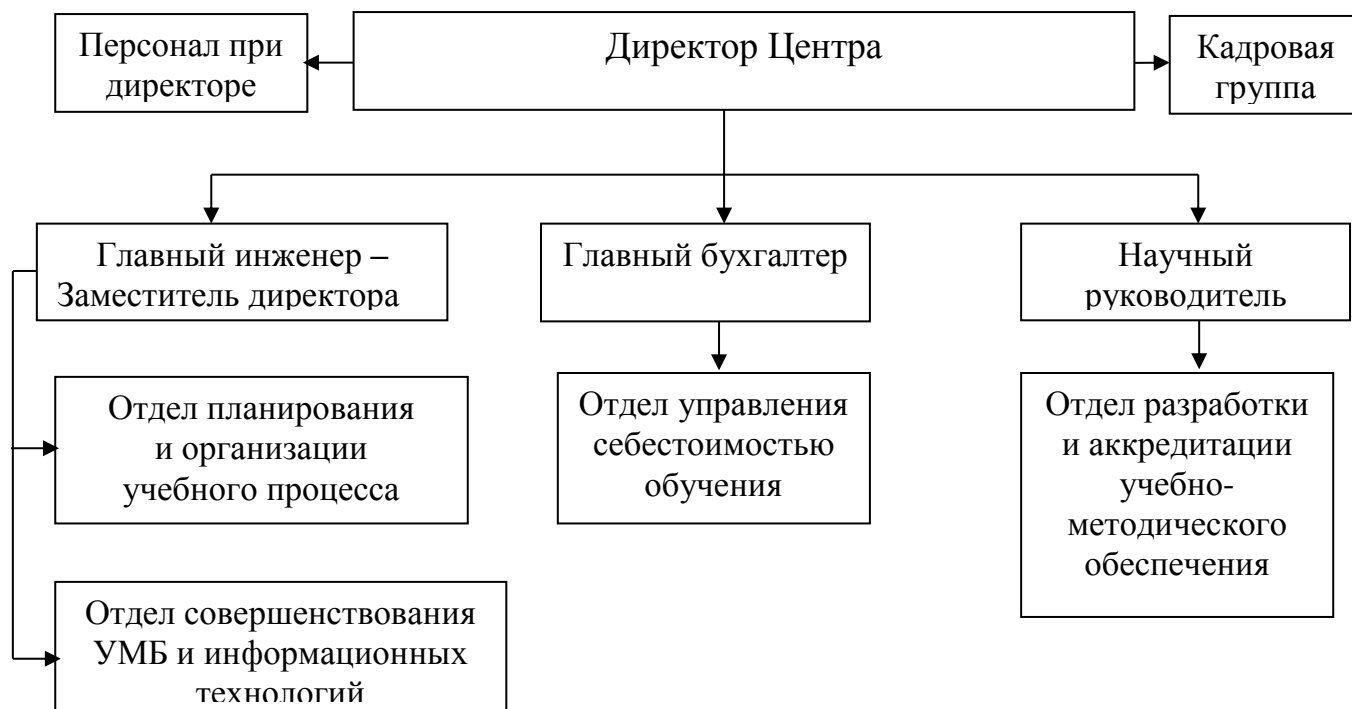 Персонал при
директоре
Директор Центра
Кадровая
группа
Главный инженер –
Заместитель директора
Главный бухгалтер
Научный
руководитель
Отдел планирования
и организации
учебного процесса
Отдел управления
себестоимостью
обучения
Отдел разработки
и аккредитации
учебно-
методического
обеспечения
Отдел совершенствования
УМБ и информационных
технологий